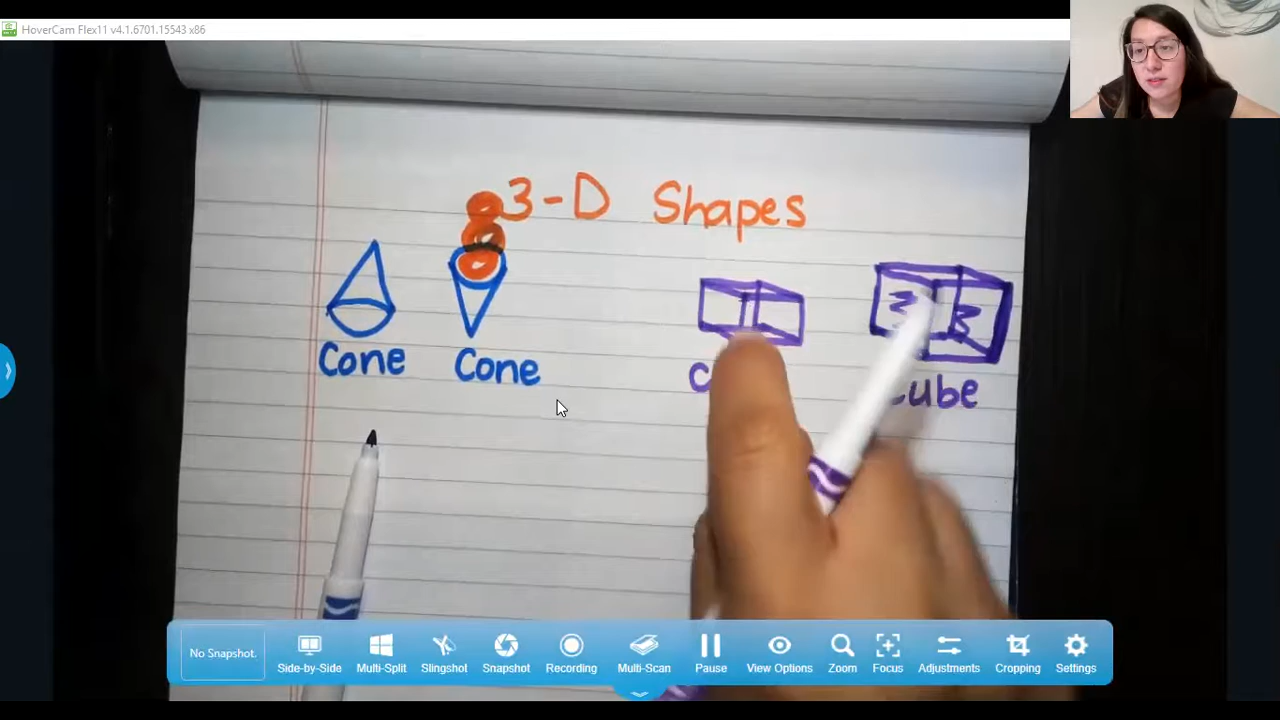 HoverCam Flex11 v4.1.6701.15543 x86
3-D Shapes
Cone Cone Cube
No Snapshot. Side-by-Side Multi-Split Slingshot Snapshot Recording Multi-Scan Pause View Options Zoom Focus Adjustments Cropping Settings